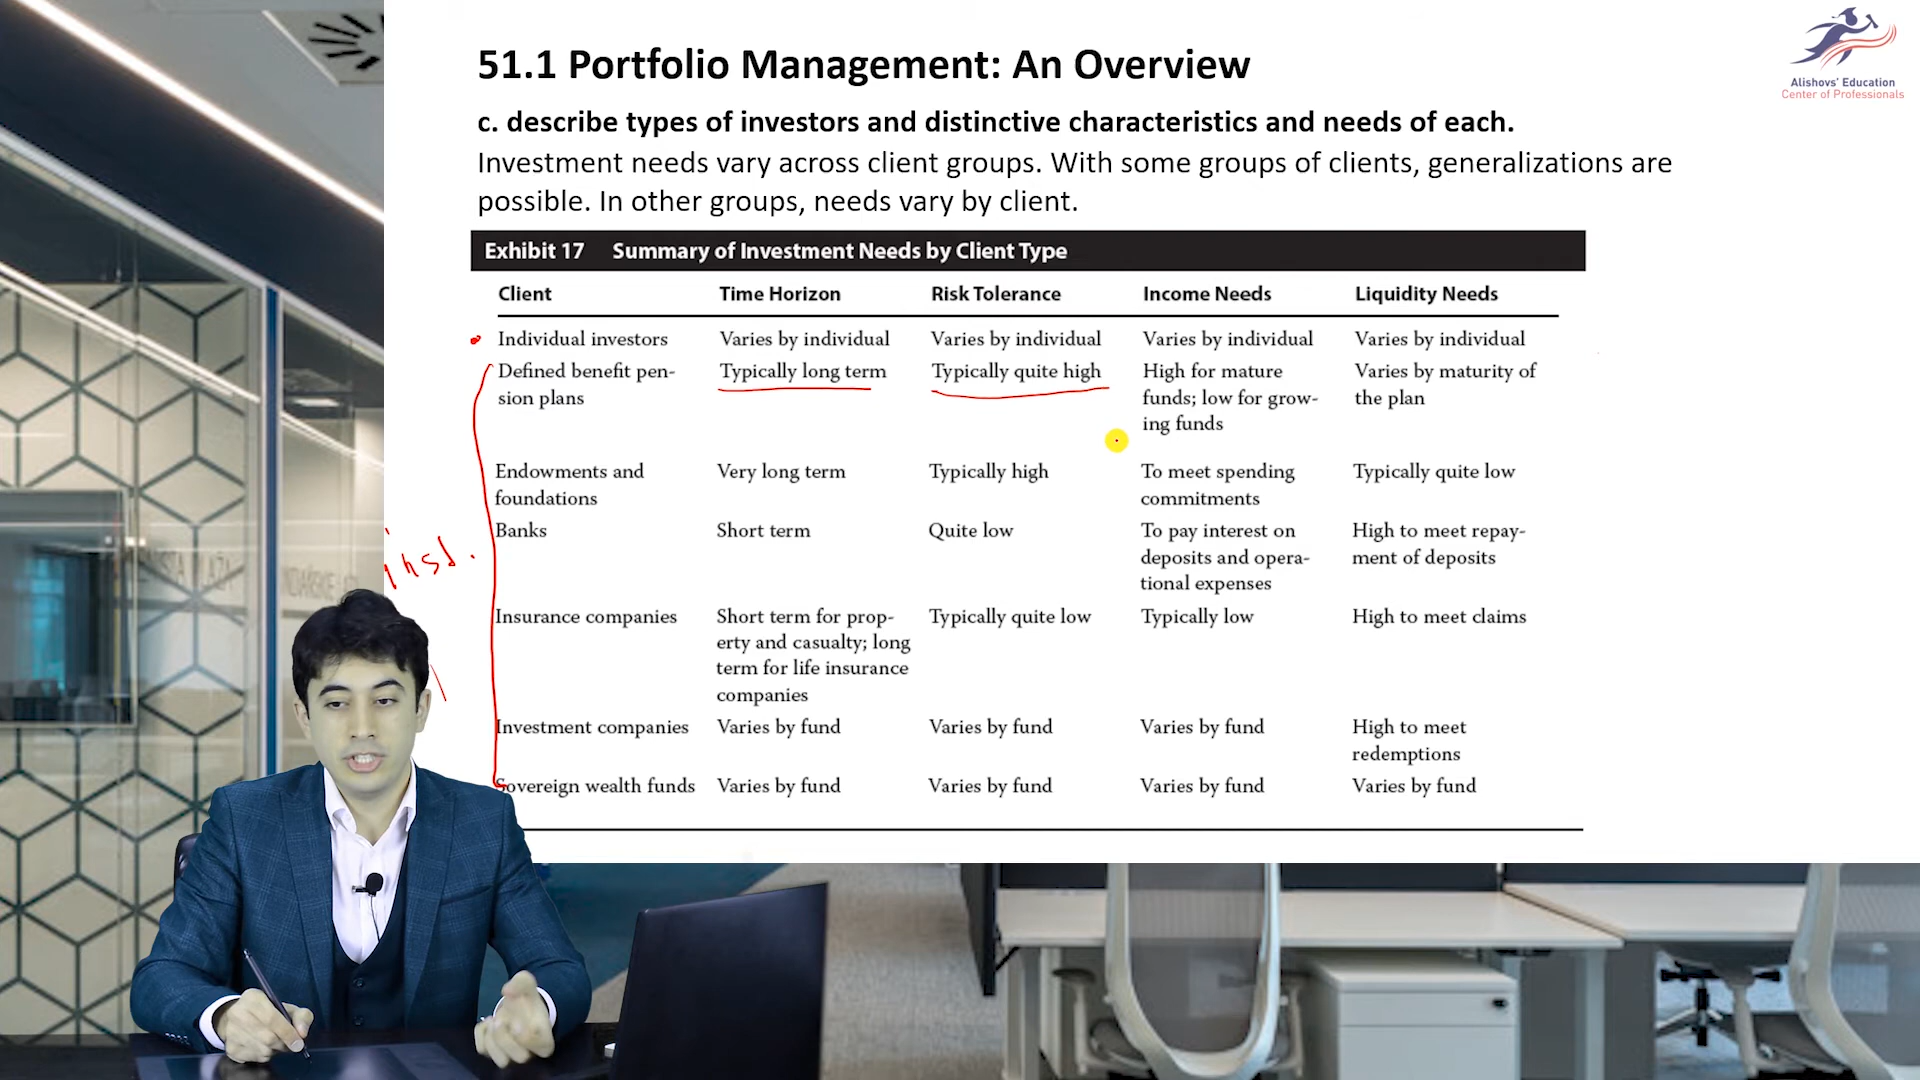 51.1 Portfolio Management: An Overview
Alishovs' Education
Center of Professionals
c. describe types of investors and distinctive characteristics and needs of each.
Investment needs vary across client groups. With some groups of clients, generalizations are
possible. In other groups, needs vary by client.
Exhibit 17 Summary of Investment Needs by Client Type
Client Time Horizon Risk Tolerance Income Needs Liquidity Needs
Individual investors Varies by individual Varies by individual Varies by individual Varies by individual
Defined benefit pen- Typically long term Typically quite high High for mature Varies by maturity of
sion plans funds; low for grow- the plan
ing funds
Endowments and Very long term Typically high To meet spending Typically quite low
foundations commitments
Banks Short term Quite low To pay interest on High to meet repay-
deposits and opera- ment of deposits
tional expenses
Insurance companies Short term for prop- Typically quite low Typically low High to meet claims
erty and casualty; long
term for life insurance
companies
Investment companies Varies by fund Varies by fund Varies by fund High to meet
redemptions
Sovereign wealth funds Varies by fund Varies by fund Varies by fund Varies by fund